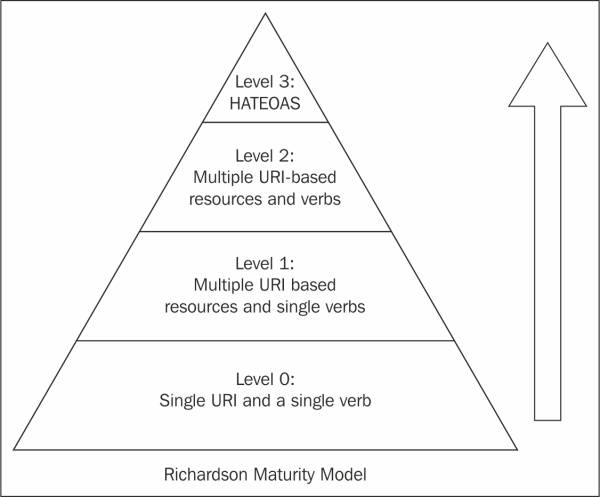 Level 3:
HATEOAS
Level 2:
Multiple URI-based
resources and verbs
Level 1:
Multiple URI based
resources and single verbs
Level 0:
Single URI and a single verb
Richardson Maturity Model